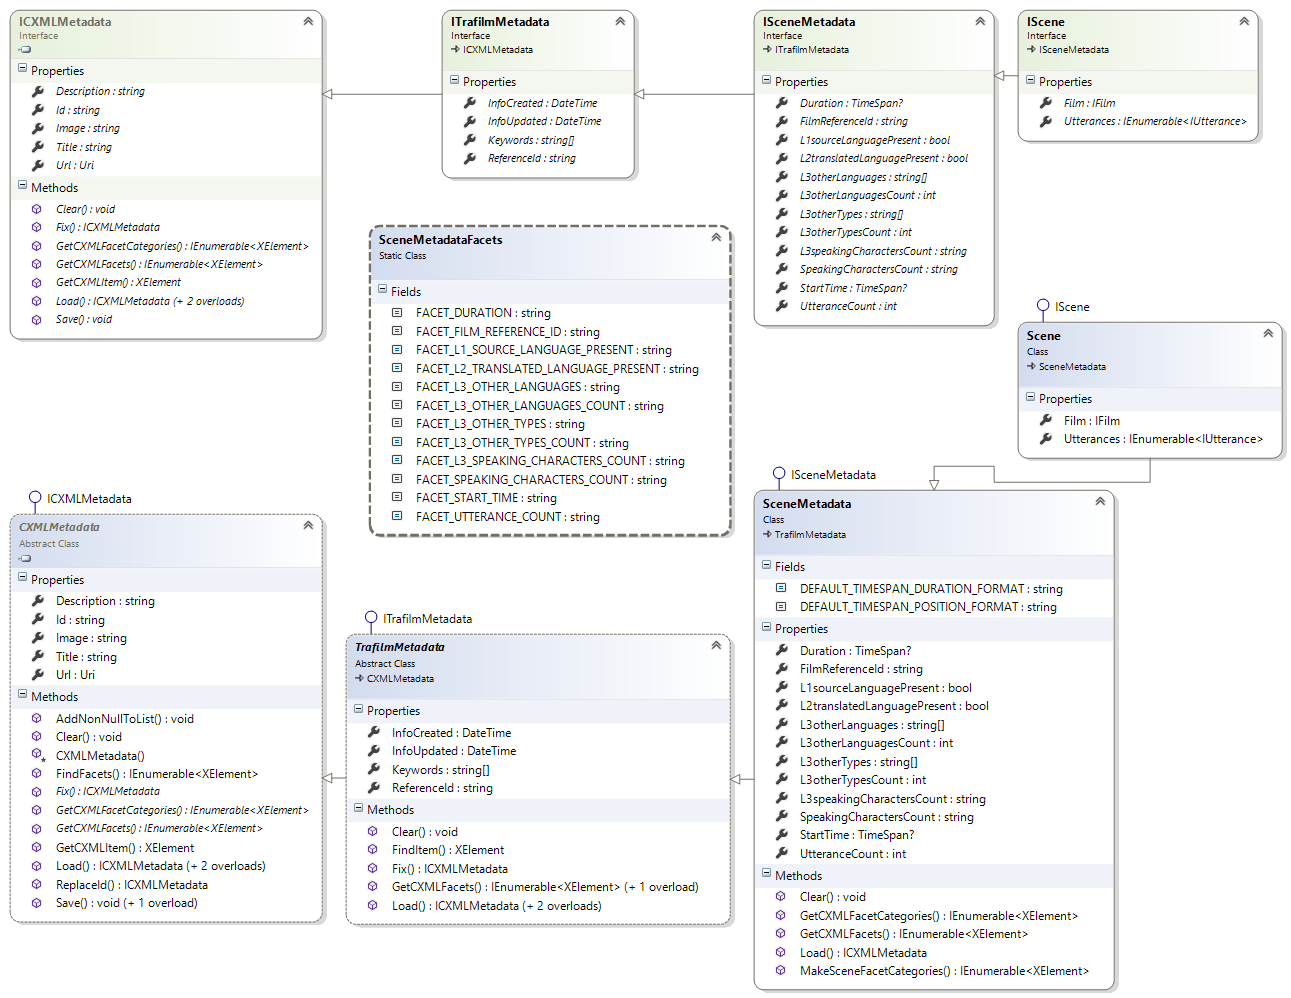 ICXMLMetadata
Interface
Properties
Description : string
Id : string
Image : string
Title : string
Url : Uri
Methods
Clear() : void
Fix() : ICXMLMetadata
GetCXMLFacetCategories() : IEnumerable<XElement>
GetCXMLFacets() : IEnumerable<XElement>
GetCXMLItem() : XElement
Load() : ICXMLMetadata (+ 2 overloads)
Save() : void
ITrafilmMetadata
Interface
ICXMLMetadata
Properties
InfoCreated : DateTime
InfoUpdated : DateTime
Keywords : string[]
ReferenceId : string
ISceneMetadata
Interface
ITrafilmMetadata
Properties
Duration : TimeSpan?
FilmReferenceId : string
L1sourceLanguagePresent : bool
L2translatedLanguagePresent : bool
L3otherLanguages : string[]
L3otherLanguagesCount : int
L3otherTypes : string[]
L3otherTypesCount : int
L3speakingCharactersCount : string
SpeakingCharactersCount : string
StartTime : TimeSpan?
UtteranceCount : int
IScene
Interface
ISceneMetadata
Properties
Film : IFilm
Utterances : IEnumerable<IUtterance>
SceneMetadataFacets
Static Class
Fields
FACET_DURATION : string
FACET_FILM_REFERENCE_ID : string
FACET_L1_SOURCE_LANGUAGE_PRESENT : string
FACET_L2_TRANSLATED_LANGUAGE_PRESENT : string
FACET_L3_OTHER_LANGUAGES : string
FACET_L3_OTHER_LANGUAGES_COUNT : string
FACET_L3_OTHER_TYPES : string
FACET_L3_OTHER_TYPES_COUNT : string
FACET_L3_SPEAKING_CHARACTERS_COUNT : string
FACET_SPEAKING_CHARACTERS_COUNT : string
FACET_START_TIME : string
FACET_UTTERANCE_COUNT : string
IScene
Scene
Class
SceneMetadata
Properties
Film : IFilm
Utterances : IEnumerable<IUtterance>
ICXMLMetadata
CXMLMetadata
Abstract Class
Properties
Description : string
Id : string
Image : string
Title : string
Url : Uri
Methods
AddNonNullToList() : void
Clear() : void
CXMLMetadata()
FindFacets() : IEnumerable<XElement>
Fix() : ICXMLMetadata
GetCXMLFacetCategories() : IEnumerable<XElement>
GetCXMLFacets() : IEnumerable<XElement>
GetCXMLItem() : XElement
Load() : ICXMLMetadata (+ 2 overloads)
ReplaceId() : ICXMLMetadata
Save() : void (+ 1 overload)
ITrafilmMetadata
TrafilmMetadata
Abstract Class
CXMLMetadata
Properties
InfoCreated : DateTime
InfoUpdated : DateTime
Keywords : string[]
ReferenceId : string
Methods
Clear() : void
FindItem() : XElement
Fix() : ICXMLMetadata
GetCXMLFacets() : IEnumerable<XElement> (+ 1 overload)
Load() : ICXMLMetadata (+ 2 overloads)
ISceneMetadata
SceneMetadata
Class
TrafilmMetadata
Fields
DEFAULT_TIMESPAN_DURATION_FORMAT : string
DEFAULT_TIMESPAN_POSITION_FORMAT : string
Properties
Duration : TimeSpan?
FilmReferenceId : string
L1sourceLanguagePresent : bool
L2translatedLanguagePresent : bool
L3otherLanguages : string[]
L3otherLanguagesCount : int
L3otherTypes : string[]
L3otherTypesCount : int
L3speakingCharactersCount : string
SpeakingCharactersCount : string
StartTime : TimeSpan?
UtteranceCount : int
Methods
Clear() : void
GetCXMLFacetCategories() : IEnumerable<XElement>
GetCXMLFacets() : IEnumerable<XElement>
Load() : ICXMLMetadata
MakeSceneFacetCategories() : IEnumerable<XElement>